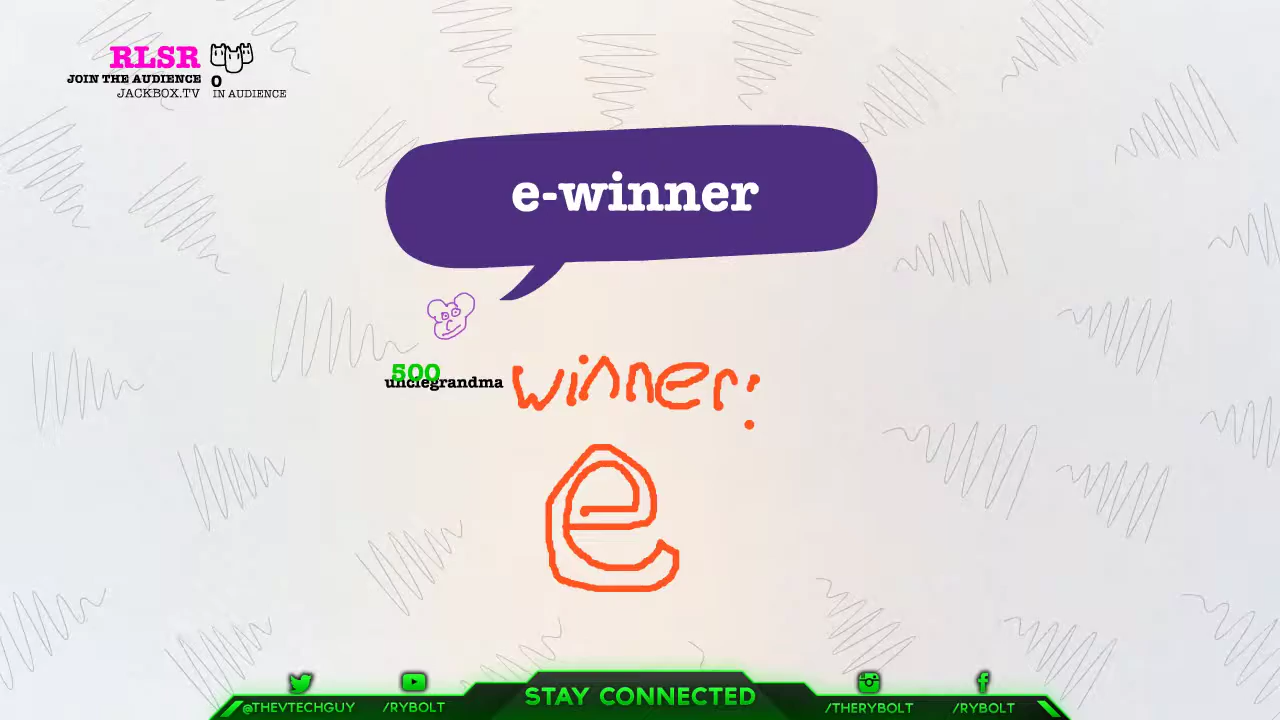 RLSR
JOIN THE AUDIENCE
JACKBOX.TV
0
IN AUDIENCE
e-winner
500
unclegrandma
winner:
e
STAY CONNECTED
@THEVTECHGUY
/RYBOLT
/THERYBOLT
/RYBOLT